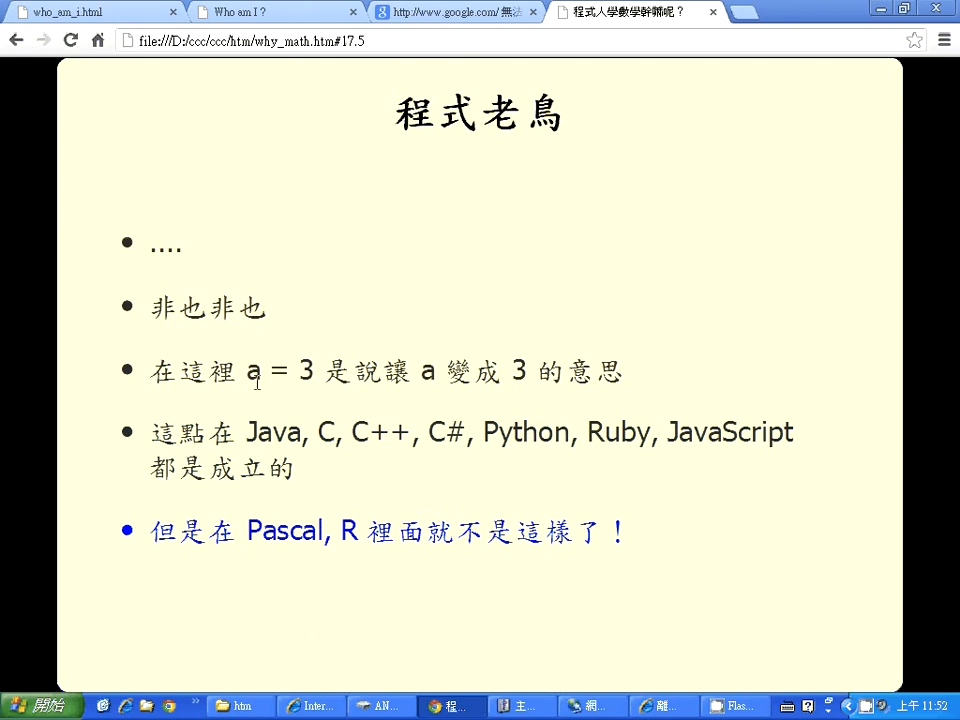 who_am_i.html
Who am I ?
http://www.google.com/ 無法
程式人學數學幹嘛呢？
file:///D:/ccc/ccc/htm/why_math.htm#17.5
程式老鳥
....
非也非也
在這裡 a = 3 是說讓 a 變成 3 的意思
這點在 Java, C, C++, C#, Python, Ruby, JavaScript
都是成立的
但是在 Pascal, R 裡面就不是這樣了！
開始
htm
Inter...
AN...
程...
主...
網...
離...
Flas...
上午 11:52